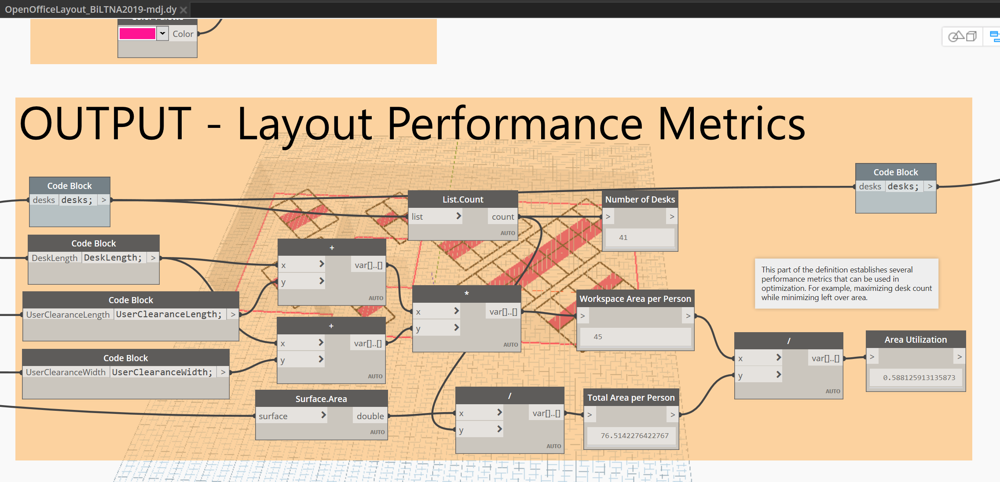 OpenOfficeLayout_BiLTNA2019-mdj.dy
Color Palette
Color
OUTPUT - Layout Performance Metrics
Code Block
desks desks; >
Code Block
DeskLength DeskLength; >
Code Block
UserClearanceLength UserClearanceLength; >
Code Block
UserClearanceWidth UserClearanceWidth; >
+
x > var[]..[]
y >
AUTO
+
x > var[]..[]
y >
AUTO
Surface.Area
surface > double
AUTO
List.Count
list > count
AUTO
*
x > var[]..[]
y >
AUTO
/
x > var[]..[]
y >
AUTO
Number of Desks
> >
41
Workspace Area per Person
> >
45
Total Area per Person
> >
76.5142276422767
/
x > var[]..[]
y >
AUTO
Code Block
desks desks; >
This part of the definition establishes several
performance metrics that can be used in
optimization. For example, maximizing desk count
while minimizing left over area.
Area Utilization
> >
0.588125913135873